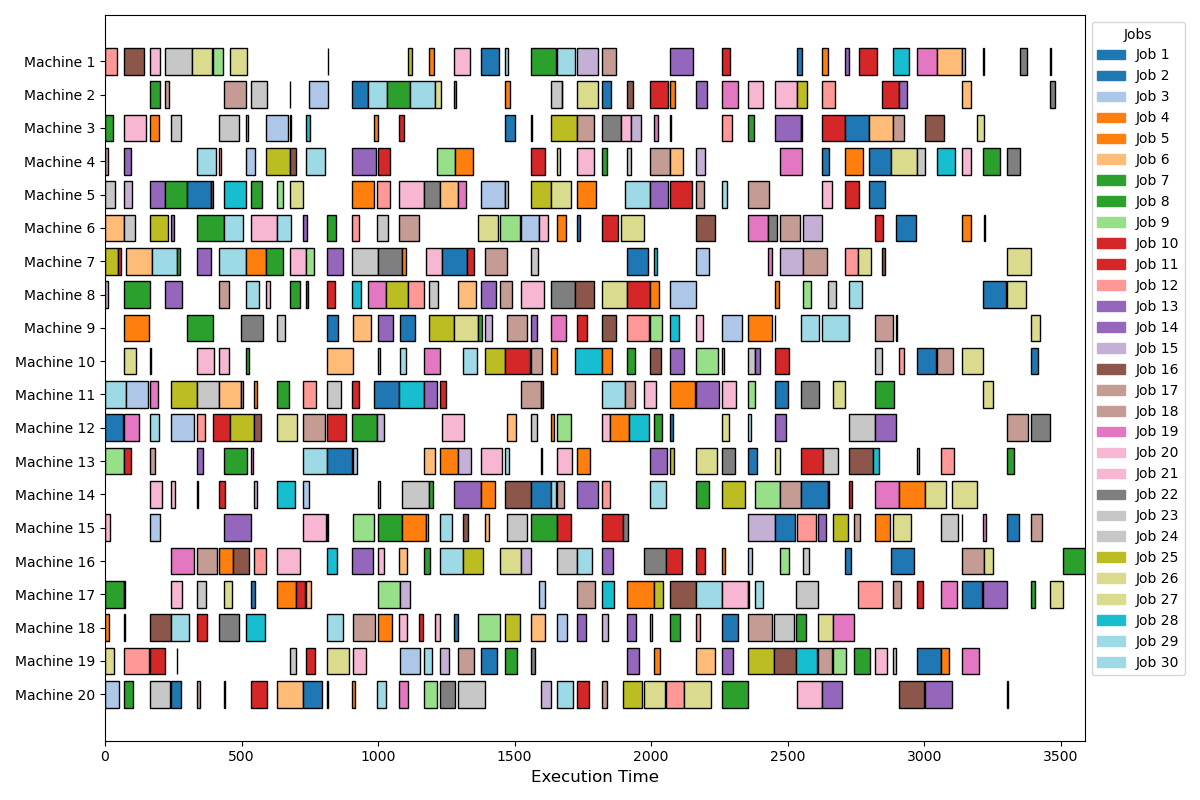 Machine 1
Machine 2
Machine 3
Machine 4
Machine 5
Machine 6
Machine 7
Machine 8
Machine 9
Machine 10
Machine 11
Machine 12
Machine 13
Machine 14
Machine 15
Machine 16
Machine 17
Machine 18
Machine 19
Machine 20
0 500 1000 1500 2000 2500 3000 3500
Execution Time
Jobs
Job 1
Job 2
Job 3
Job 4
Job 5
Job 6
Job 7
Job 8
Job 9
Job 10
Job 11
Job 12
Job 13
Job 14
Job 15
Job 16
Job 17
Job 18
Job 19
Job 20
Job 21
Job 22
Job 23
Job 24
Job 25
Job 26
Job 27
Job 28
Job 29
Job 30